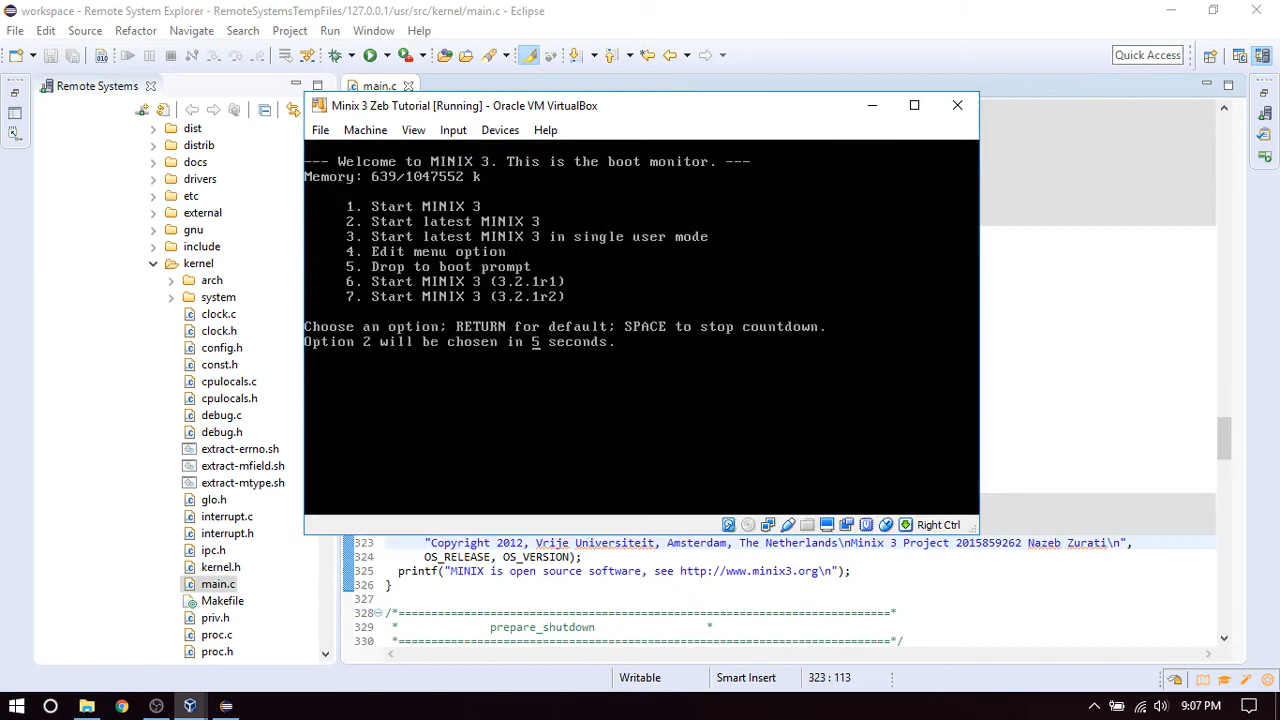 workspace - Remote System Explorer - RemoteSystemsTempFiles/127.0.0.1/usr/src/kernel/main.c - Eclipse
File Edit Source Refactor Navigate Search Project Run Window Help
Quick Access
Remote Systems
main.c
dist
distrib
docs
drivers
etc
external
gnu
include
kernel
arch
system
clock.c
clock.h
config.h
const.h
cpulocals.c
cpulocals.h
debug.c
debug.h
extract-errno.sh
extract-mfield.sh
extract-mtype.sh
glo.h
interrupt.c
interrupt.h
ipc.h
kernel.h
main.c
Makefile
priv.h
proc.c
proc.h
Minix 3 Zeb Tutorial [Running] - Oracle VM VirtualBox
File Machine View Input Devices Help
--- Welcome to MINIX 3. This is the boot monitor. ---
Memory: 639/1047552 k
1. Start MINIX 3
2. Start latest MINIX 3
3. Start latest MINIX 3 in single user mode
4. Edit menu option
5. Drop to boot prompt
6. Start MINIX 3 (3.2.1r1)
7. Start MINIX 3 (3.2.1r2)
Choose an option; RETURN for default; SPACE to stop countdown.
Option 2 will be chosen in 5 seconds.
Right Ctrl
323 "Copyright 2012, Vrije Universiteit, Amsterdam, The Netherlands\nMinix 3 Project 2015859262 Nazeb Zurati\n",
324 OS_RELEASE, OS_VERSION);
325 printf("MINIX is open source software, see http://www.minix3.org\n");
326 }
327
328 /*===========================================================================*
329 * prepare_shutdown *
330 *===========================================================================*/
Writable Smart Insert 323 : 113
9:07 PM